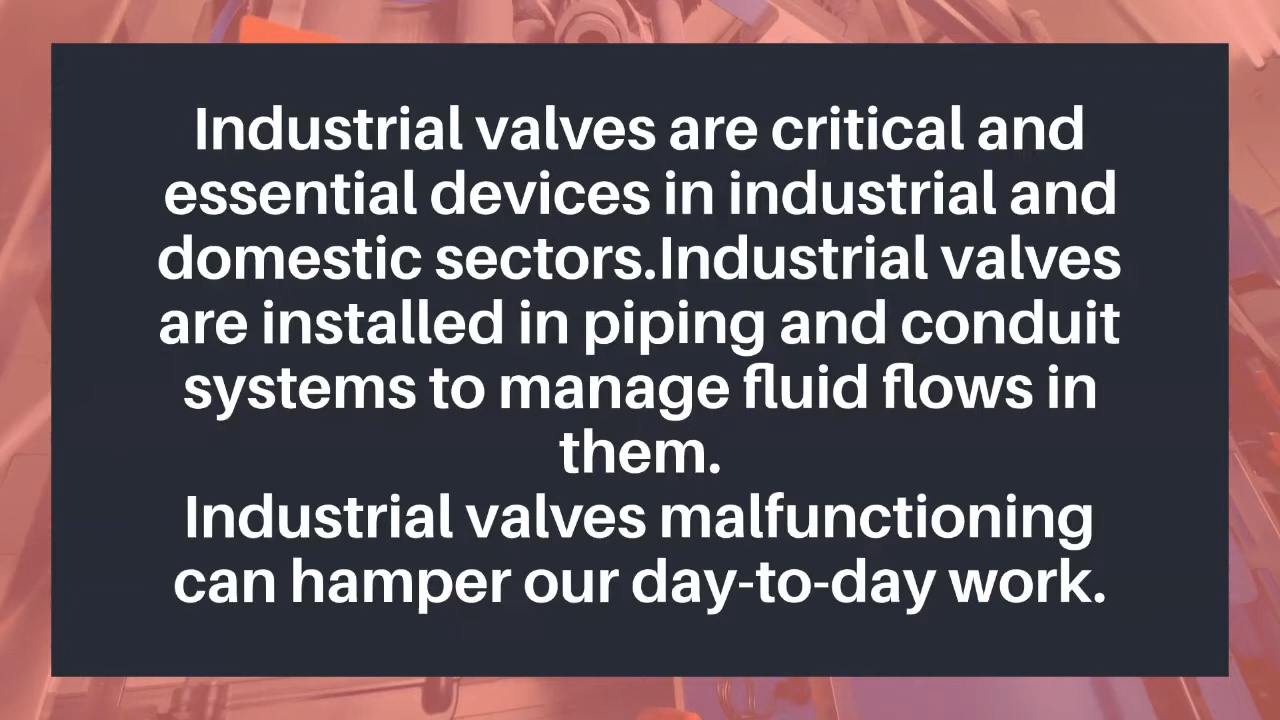 Industrial valves are critical and
essential devices in industrial and
domestic sectors.Industrial valves
are installed in piping and conduit
systems to manage fluid flows in
them.
Industrial valves malfunctioning
can hamper our day-to-day work.